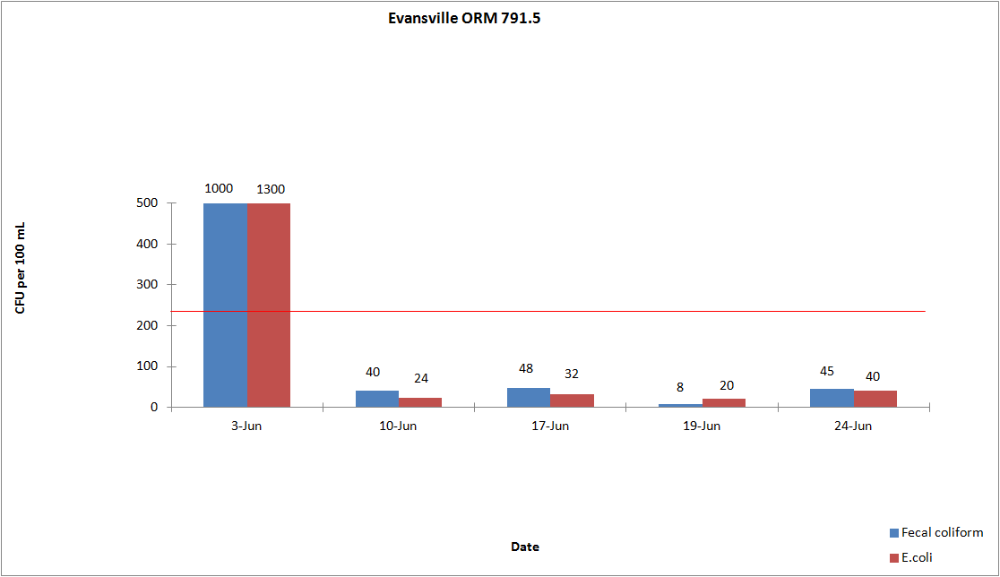 Evansville ORM 791.5
CFU per 100 mL
500
400
300
200
100
0
1000
1300
40
24
48
32
8
20
45
40
3-Jun
10-Jun
17-Jun
19-Jun
24-Jun
Date
Fecal coliform
E.coli